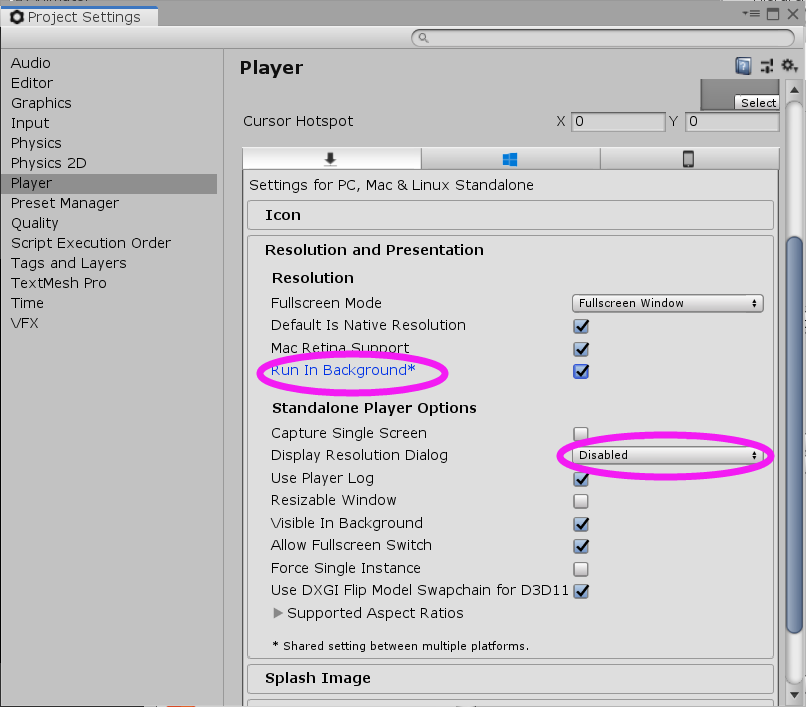 Project Settings
Audio
Editor
Graphics
Input
Physics
Physics 2D
Player
Preset Manager
Quality
Script Execution Order
Tags and Layers
TextMesh Pro
Time
VFX
Player
Select
Cursor Hotspot X 0 Y 0
Settings for PC, Mac & Linux Standalone
Icon
Resolution and Presentation
Resolution
Fullscreen Mode Fullscreen Window
Default Is Native Resolution
Mac Retina Support
Run In Background*
Standalone Player Options
Capture Single Screen
Display Resolution Dialog Disabled
Use Player Log
Resizable Window
Visible In Background
Allow Fullscreen Switch
Force Single Instance
Use DXGI Flip Model Swapchain for D3D11
Supported Aspect Ratios
* Shared setting between multiple platforms.
Splash Image